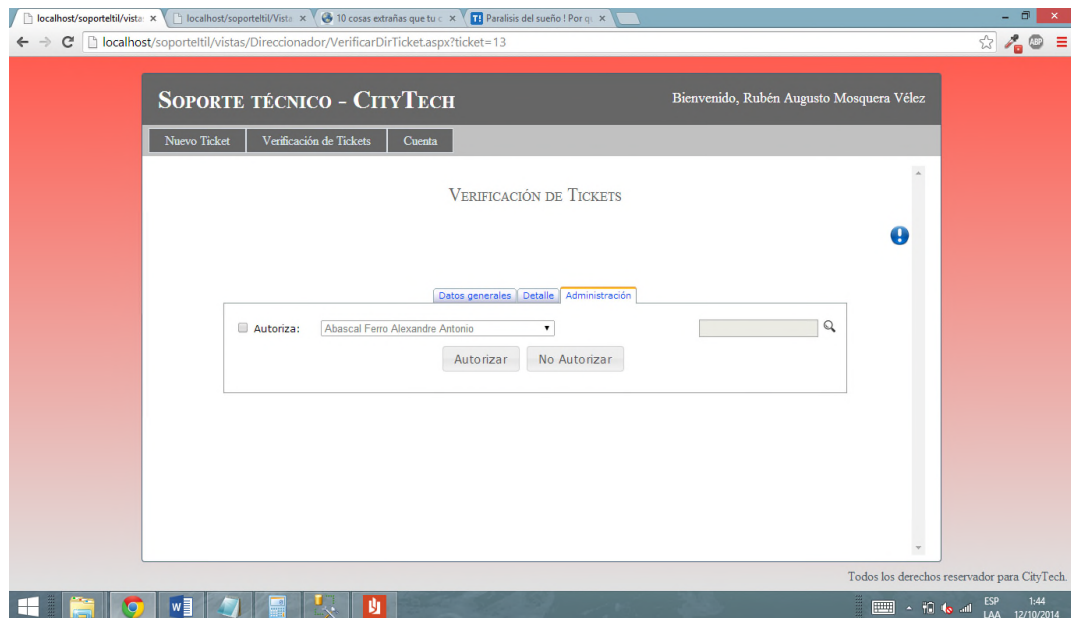 localhost/soporteltil/vista
localhost/soporteltil/Vista
10 cosas extrañas que tu c
T! Paralisis del sueño ! Por qu
localhost/soporteltil/vistas/Direccionador/VerificarDirTicket.aspx?ticket=13
ABP
SOPORTE TÉCNICO - CITYTECH
Bienvenido, Rubén Augusto Mosquera Vélez
Nuevo Ticket
Verificación de Tickets
Cuenta
VERIFICACIÓN DE TICKETS
Datos generales
Detalle
Administración
Autoriza:
Abascal Ferro Alexandre Antonio
Autorizar
No Autorizar
Todos los derechos reservador para CityTech.
ESP
LAA
1:44
12/10/2014